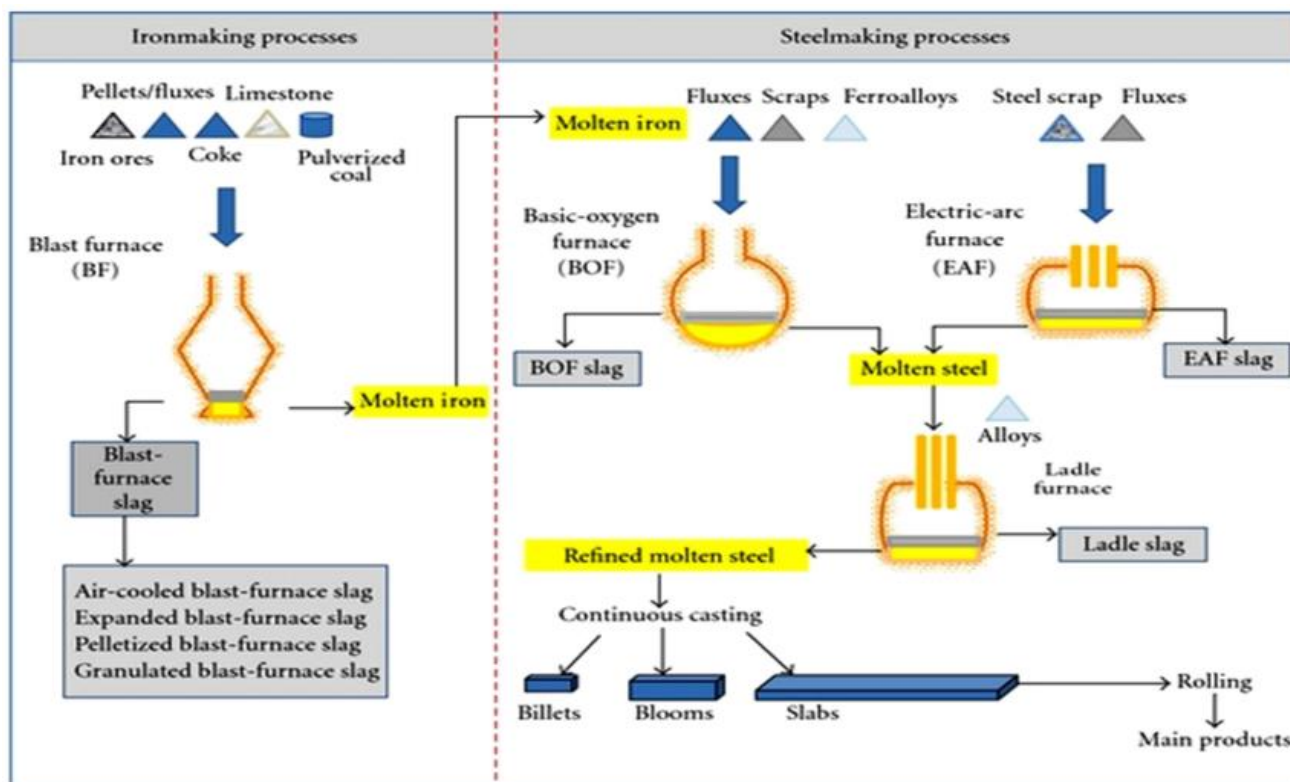 Ironmaking processes
Steelmaking processes
Pellets/fluxes
Limestone
Iron ores
Coke
Pulverized
coal
Blast furnace
(BF)
Molten iron
Blast-
furnace
slag
Air-cooled blast-furnace slag
Expanded blast-furnace slag
Pelletized blast-furnace slag
Granulated blast-furnace slag
Molten iron
Fluxes
Scraps
Ferroalloys
Steel scrap
Fluxes
Basic-oxygen
furnace
(BOF)
Electric-arc
furnace
(EAF)
BOF slag
Molten steel
EAF slag
Alloys
Ladle
furnace
Ladle slag
Refined molten steel
Continuous casting
Billets
Blooms
Slabs
Rolling
Main products